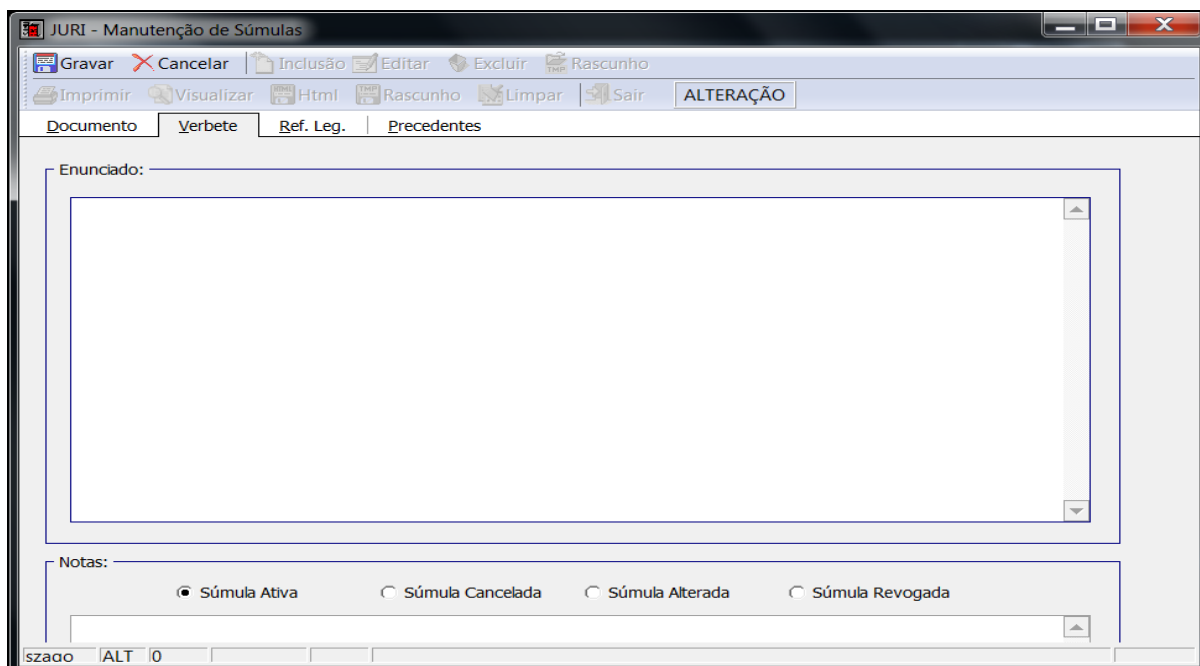 JURI - Manutenção de Súmulas
Gravar Cancelar Inclusão Editar Excluir Rascunho
Imprimir Visualizar Html Rascunho Limpar Sair ALTERAÇÃO
Documento Verbete Ref. Leg. Precedentes
Enunciado:
Notas:
Súmula Ativa Súmula Cancelada Súmula Alterada Súmula Revogada
szago ALT 0